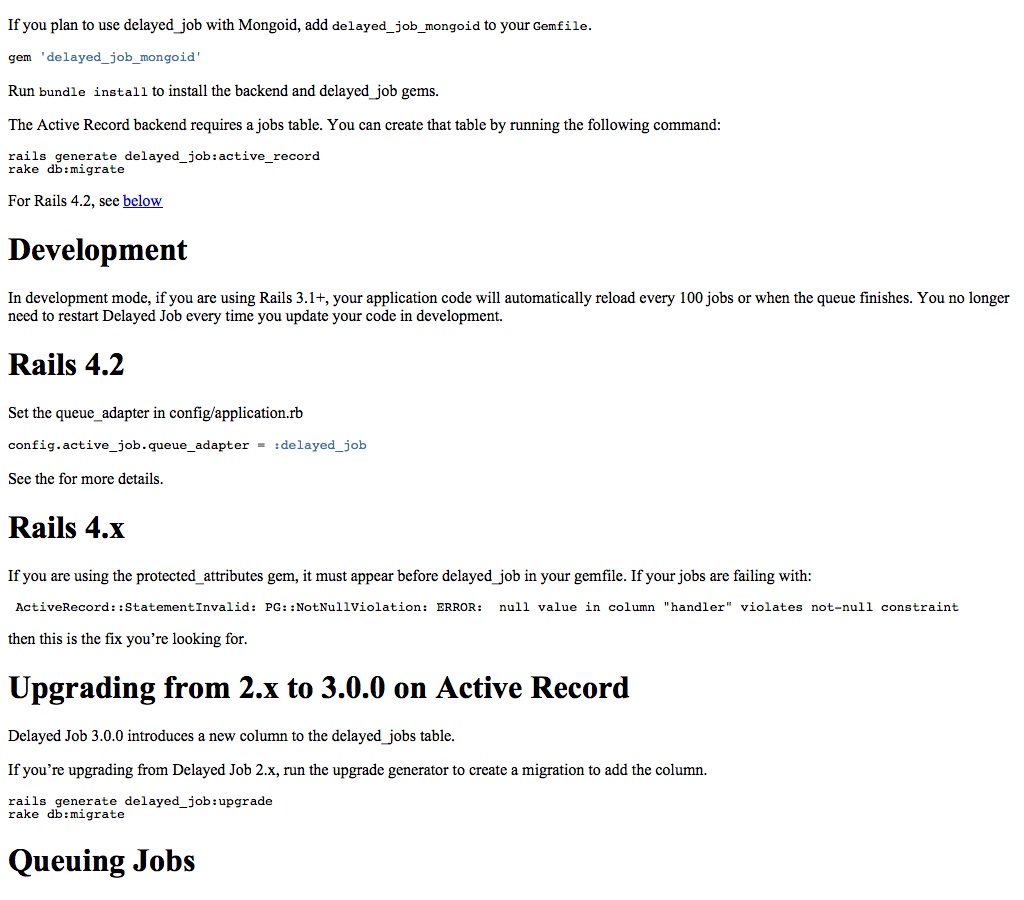 If you plan to use delayed_job with Mongoid, add delayed_job_mongoid to your Gemfile.
gem 'delayed_job_mongoid'
Run bundle install to install the backend and delayed_job gems.
The Active Record backend requires a jobs table. You can create that table by running the following command:
rails generate delayed_job:active_record
rake db:migrate
For Rails 4.2, see below
Development
In development mode, if you are using Rails 3.1+, your application code will automatically reload every 100 jobs or when the queue finishes. You no longer
need to restart Delayed Job every time you update your code in development.
Rails 4.2
Set the queue_adapter in config/application.rb
config.active_job.queue_adapter = :delayed_job
See the for more details.
Rails 4.x
If you are using the protected_attributes gem, it must appear before delayed_job in your gemfile. If your jobs are failing with:
ActiveRecord::StatementInvalid: PG::NotNullViolation: ERROR:  null value in column "handler" violates not-null constraint
then this is the fix you’re looking for.
Upgrading from 2.x to 3.0.0 on Active Record
Delayed Job 3.0.0 introduces a new column to the delayed_jobs table.
If you’re upgrading from Delayed Job 2.x, run the upgrade generator to create a migration to add the column.
rails generate delayed_job:upgrade
rake db:migrate
Queuing Jobs